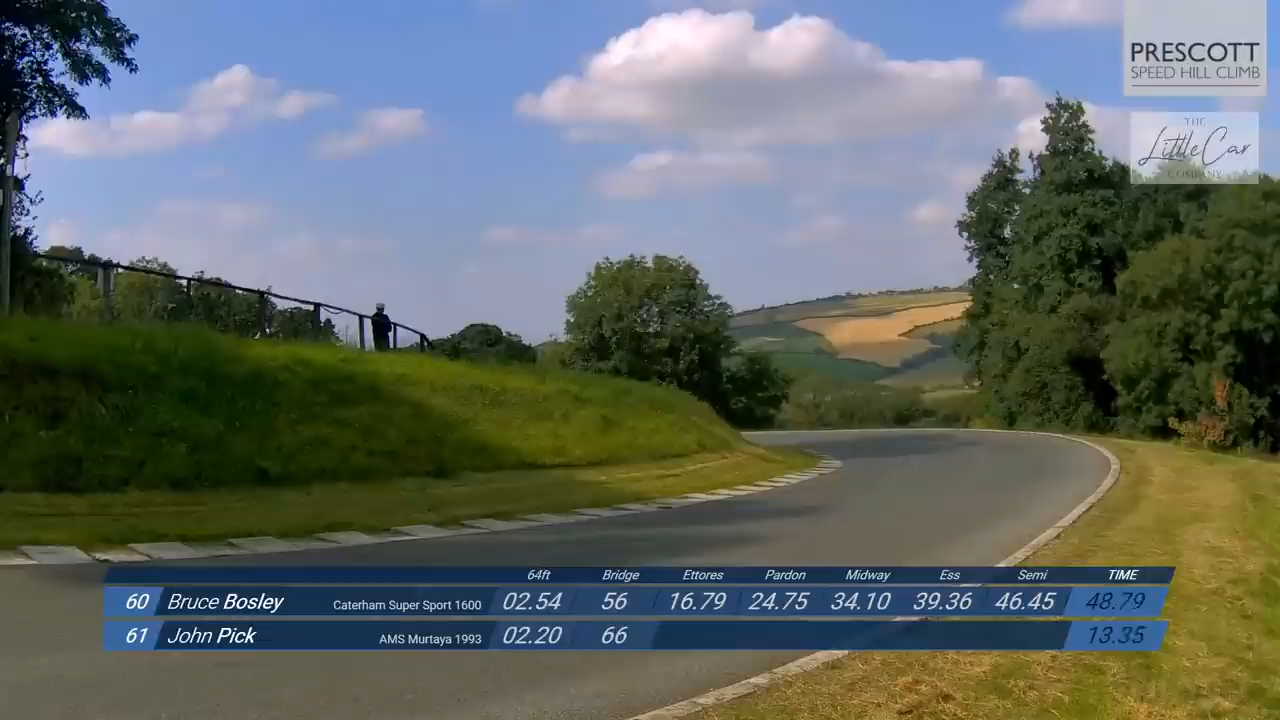 PRESCOTT
SPEED HILL CLIMB
THE
LittleCar
COMPANY
64ft Bridge Ettores Pardon Midway Ess Semi TIME
60 Bruce Bosley Caterham Super Sport 1600 02.54 56 16.79 24.75 34.10 39.36 46.45 48.79
61 John Pick AMS Murtaya 1993 02.20 66 13.35